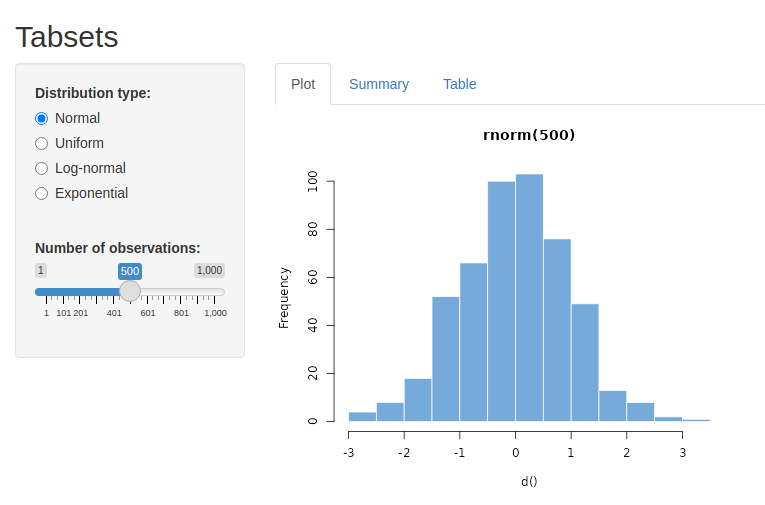 Tabsets
Distribution type:
Normal
Uniform
Log-normal
Exponential
Number of observations:
1 500 1,000
1 101 201 401 601 801 1,000
Plot Summary Table
rnorm(500)
Frequency
100
80
60
40
20
0
-3 -2 -1 0 1 2 3
d()